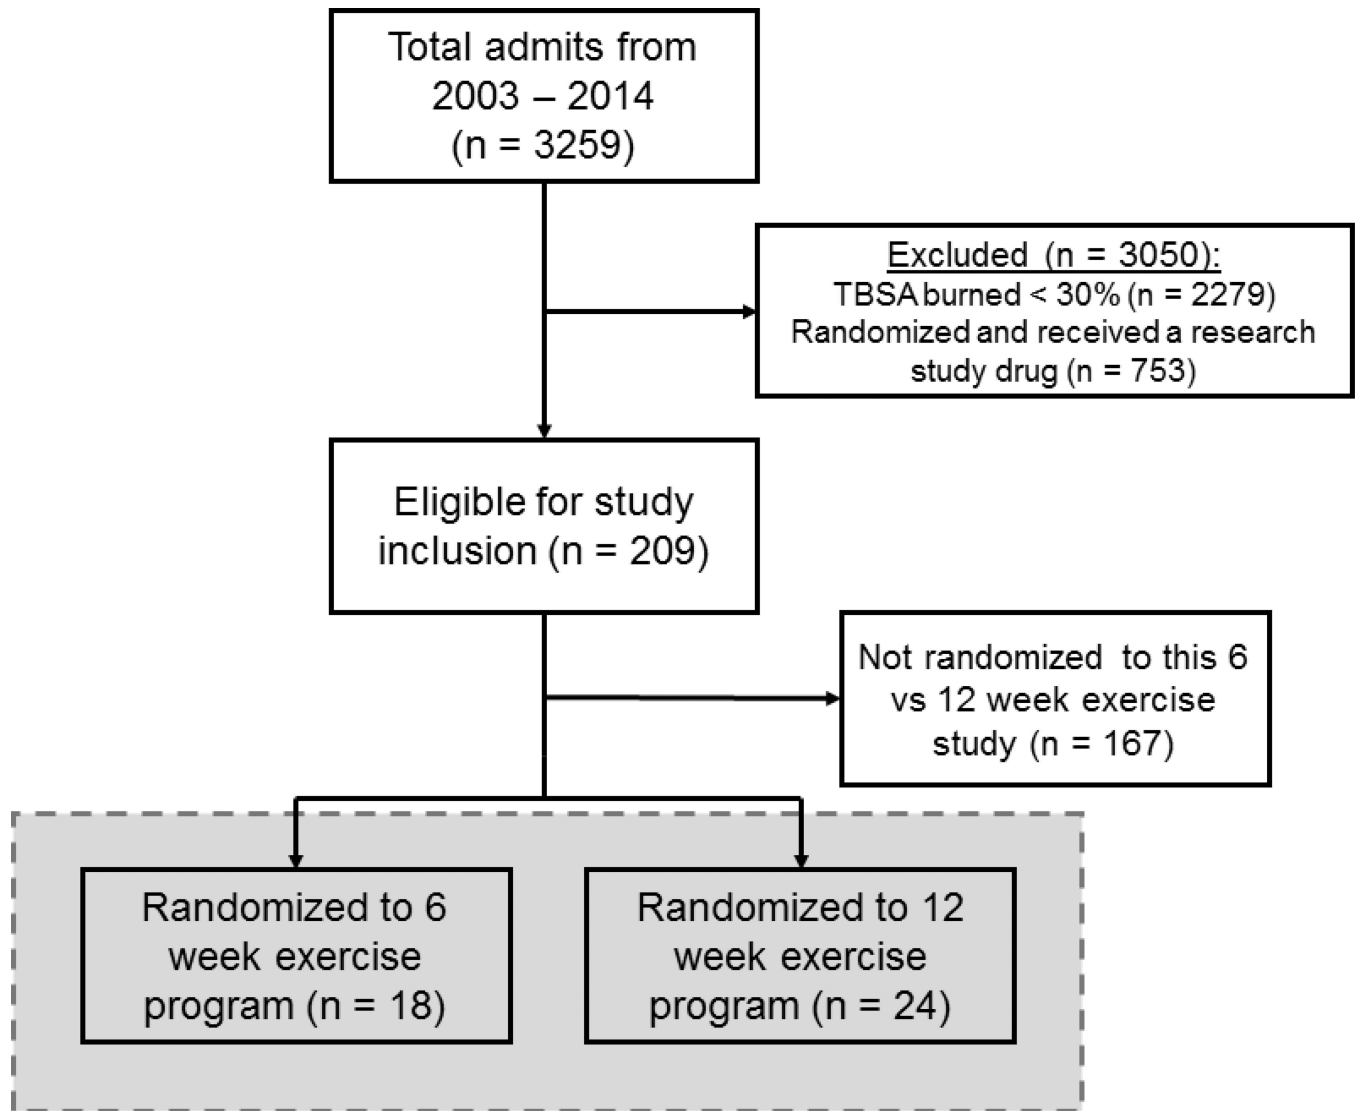 Total admits from
2003 – 2014
(n = 3259)
Excluded (n = 3050):
TBSA burned < 30% (n = 2279)
Randomized and received a research
study drug (n = 753)
Eligible for study
inclusion (n = 209)
Not randomized to this 6
vs 12 week exercise
study (n = 167)
Randomized to 6
week exercise
program (n = 18)
Randomized to 12
week exercise
program (n = 24)